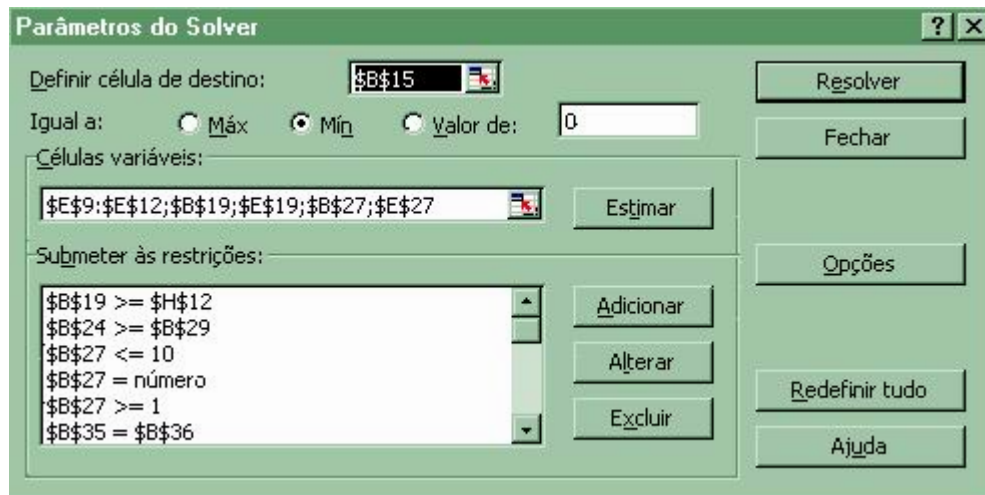 Parâmetros do Solver
Definir célula de destino: $B$15
Resolver
Igual a: Máx Mín Valor de: 0
Fechar
Células variáveis:
$E$9:$E$12;$B$19;$E$19;$B$27;$E$27
Estimar
Submeter às restrições:
Opções
$B$19 >= $H$12
Adicionar
$B$24 >= $B$29
$B$27 <= 10
Alterar
$B$27 = número
$B$27 >= 1
Redefinir tudo
$B$35 = $B$36
Excluir
Ajuda